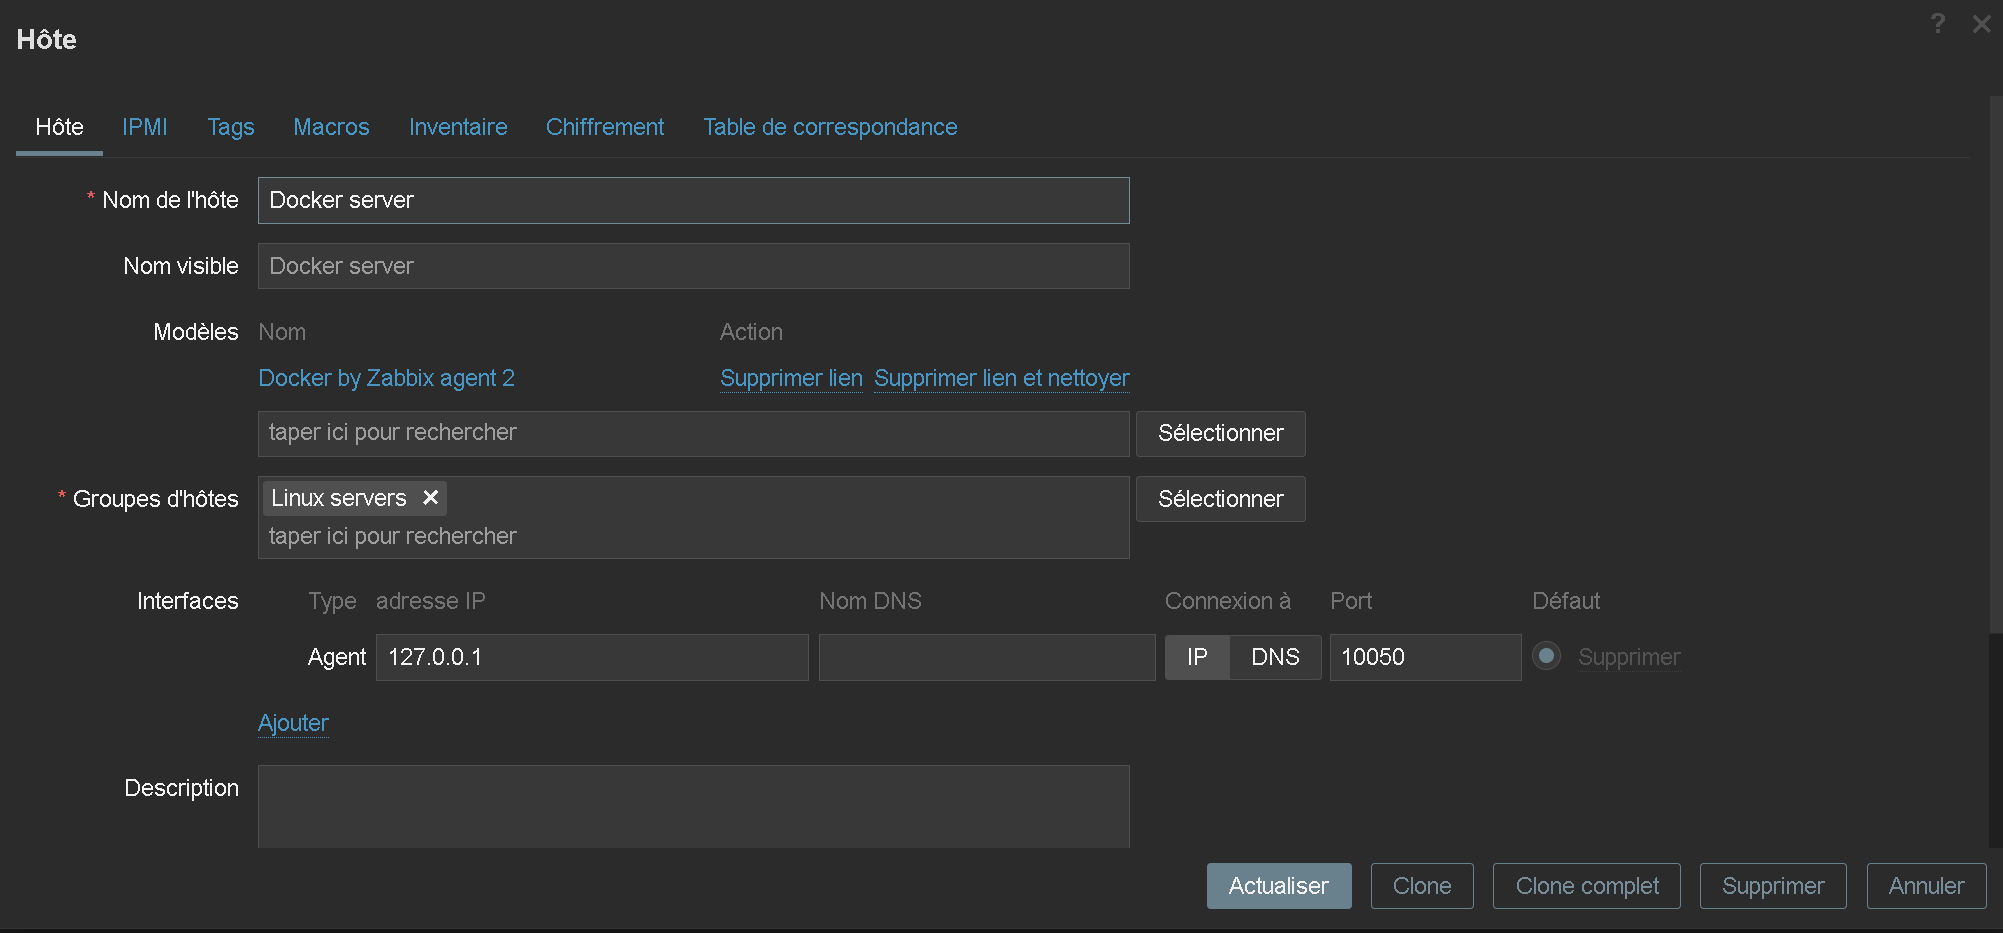 Hôte
?
Hôte IPMI Tags Macros Inventaire Chiffrement Table de correspondance
* Nom de l'hôte Docker server
Nom visible Docker server
Modèles Nom Action
Docker by Zabbix agent 2 Supprimer lien Supprimer lien et nettoyer
taper ici pour rechercher Sélectionner
* Groupes d'hôtes Linux servers Sélectionner
taper ici pour rechercher
Interfaces Type adresse IP Nom DNS Connexion à Port Défaut
Agent 127.0.0.1 IP DNS 10050 Supprimer
Ajouter
Description
Actualiser Clone Clone complet Supprimer Annuler